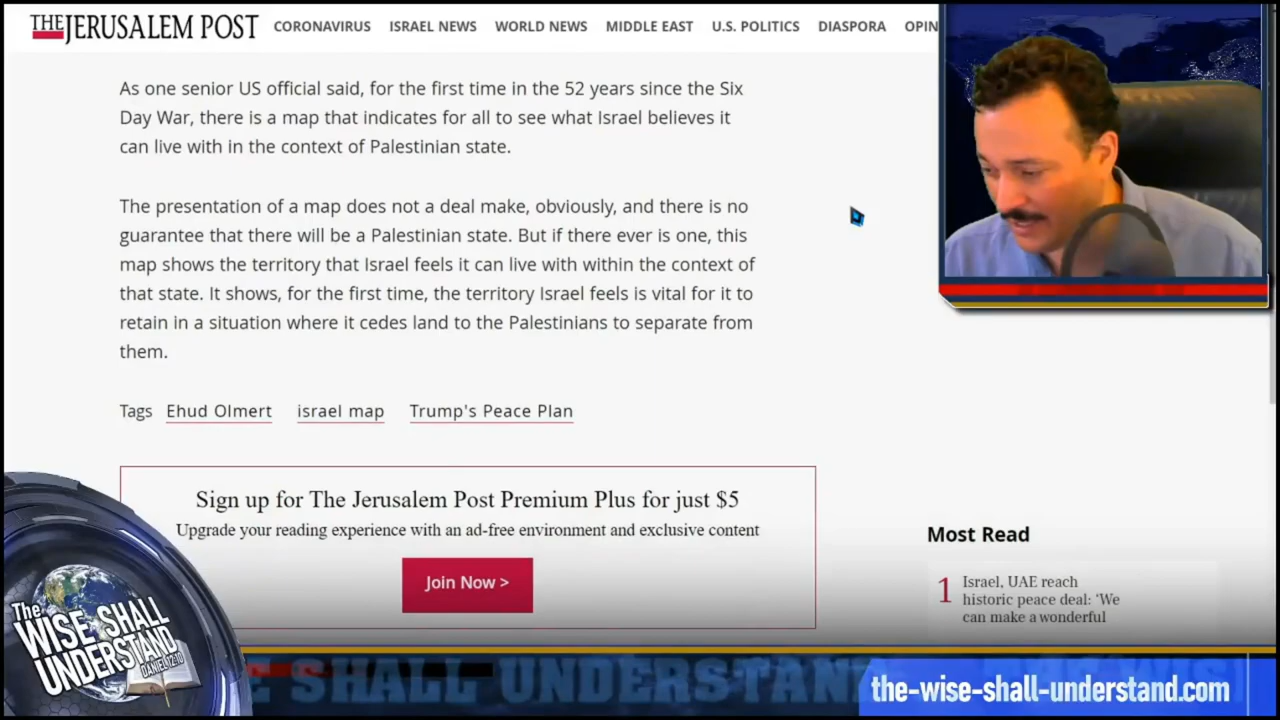 THE JERUSALEM POST
CORONAVIRUS ISRAEL NEWS WORLD NEWS MIDDLE EAST U.S. POLITICS DIASPORA OPIN
As one senior US official said, for the first time in the 52 years since the Six
Day War, there is a map that indicates for all to see what Israel believes it
can live with in the context of Palestinian state.
The presentation of a map does not a deal make, obviously, and there is no
guarantee that there will be a Palestinian state. But if there ever is one, this
map shows the territory that Israel feels it can live with within the context of
that state. It shows, for the first time, the territory Israel feels is vital for it to
retain in a situation where it cedes land to the Palestinians to separate from
them.
Tags Ehud Olmert israel map Trump's Peace Plan
Sign up for The Jerusalem Post Premium Plus for just $5
Upgrade your reading experience with an ad-free environment and exclusive content
Join Now >
Most Read
1 Israel, UAE reach
historic peace deal: 'We
can make a wonderful
The
WISE SHALL
UNDERSTAND
DANIEL 12:10
E SHALL UNDERSTAND
the-wise-shall-understand.com